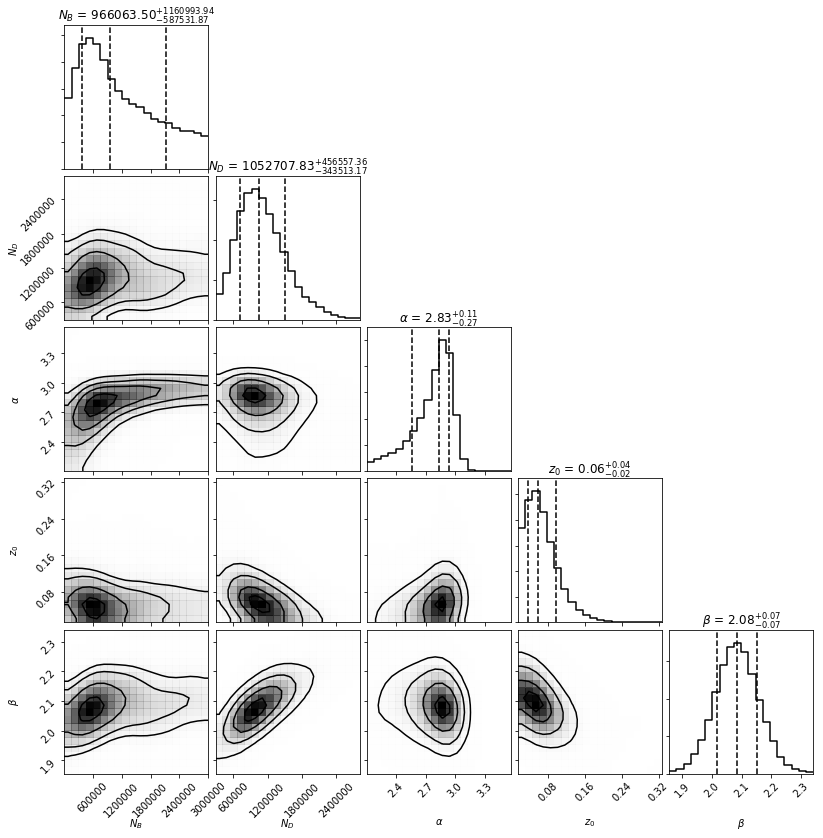 N_B = 966063.50^{+1160993.94}_{-587531.87}
N_D = 1052707.83^{+456557.36}_{-343513.17}
N_D
2400000
1800000
1200000
600000
α = 2.83^{+0.11}_{-0.27}
α
3.3
3.0
2.7
2.4
z_0 = 0.06^{+0.04}_{-0.02}
z_0
0.32
0.24
0.16
0.08
β = 2.08^{+0.07}_{-0.07}
β
2.3
2.2
2.1
2.0
1.9
600000 1200000 1800000 2400000 3000000
600000 1200000 1800000 2400000
2.4 2.7 3.0 3.3
0.08 0.16 0.24 0.32
1.9 2.0 2.1 2.2 2.3
N_B N_D α z_0 β